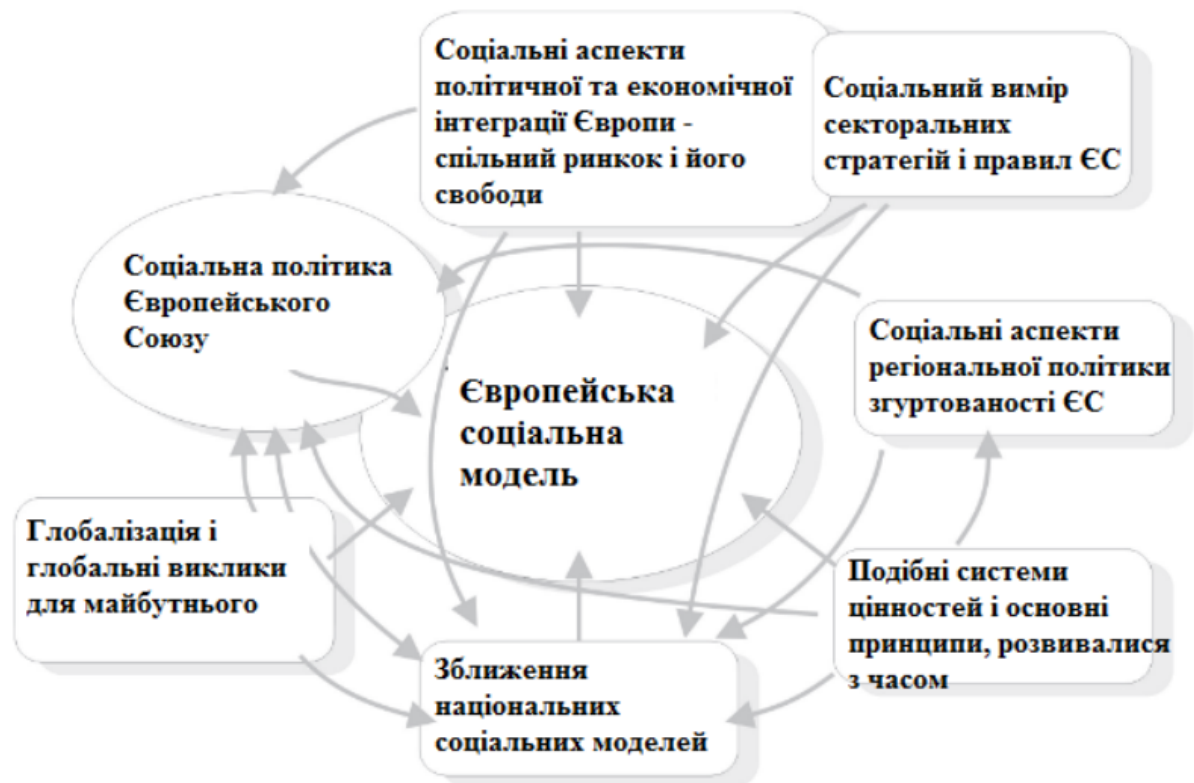 Соціальні аспекти
політичної та економічної
інтеграції Європи -
спільний ринкок і його
свободи
Соціальний вимір
секторальних
стратегій і правил ЄС
Соціальна політика
Європейського
Союзу
Соціальні аспекти
регіональної політики
згуртованості ЄС
Європейська
соціальна
модель
Глобалізація і
глобальні виклики
для майбутнього
Подібні системи
цінностей і основні
принципи, розвивалися
з часом
Зближення
національних
соціальних моделей